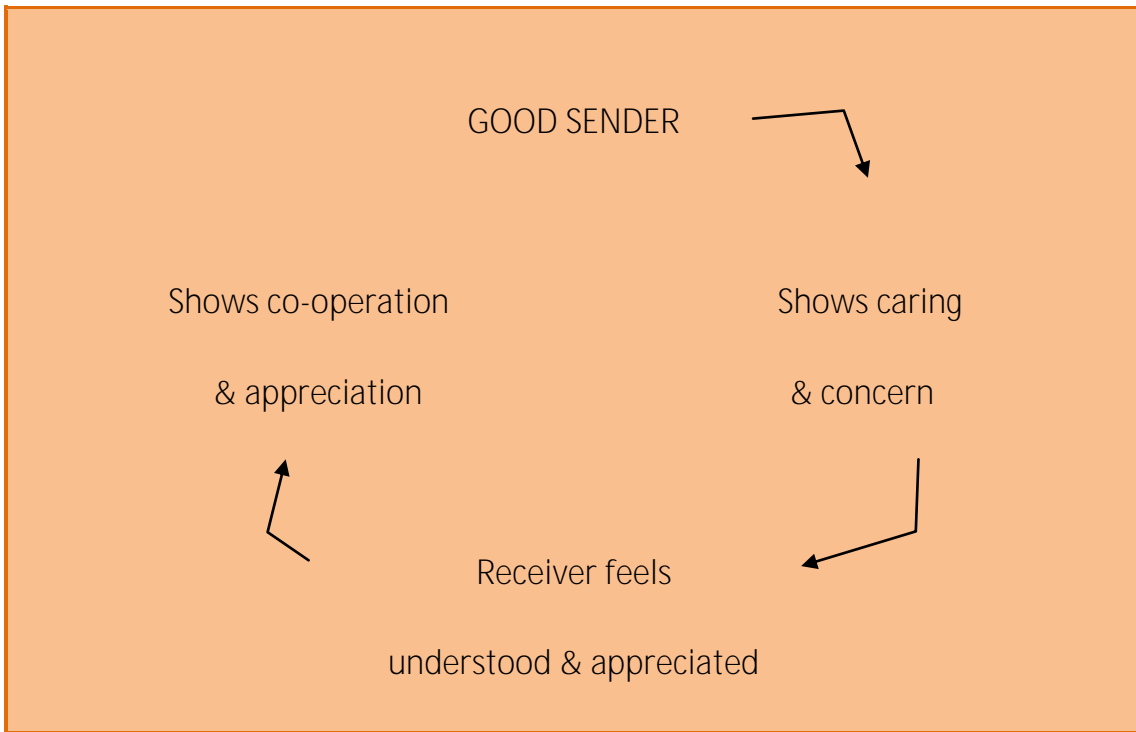 GOOD SENDER
Shows co-operation
& appreciation
Shows caring
& concern
Receiver feels
understood & appreciated